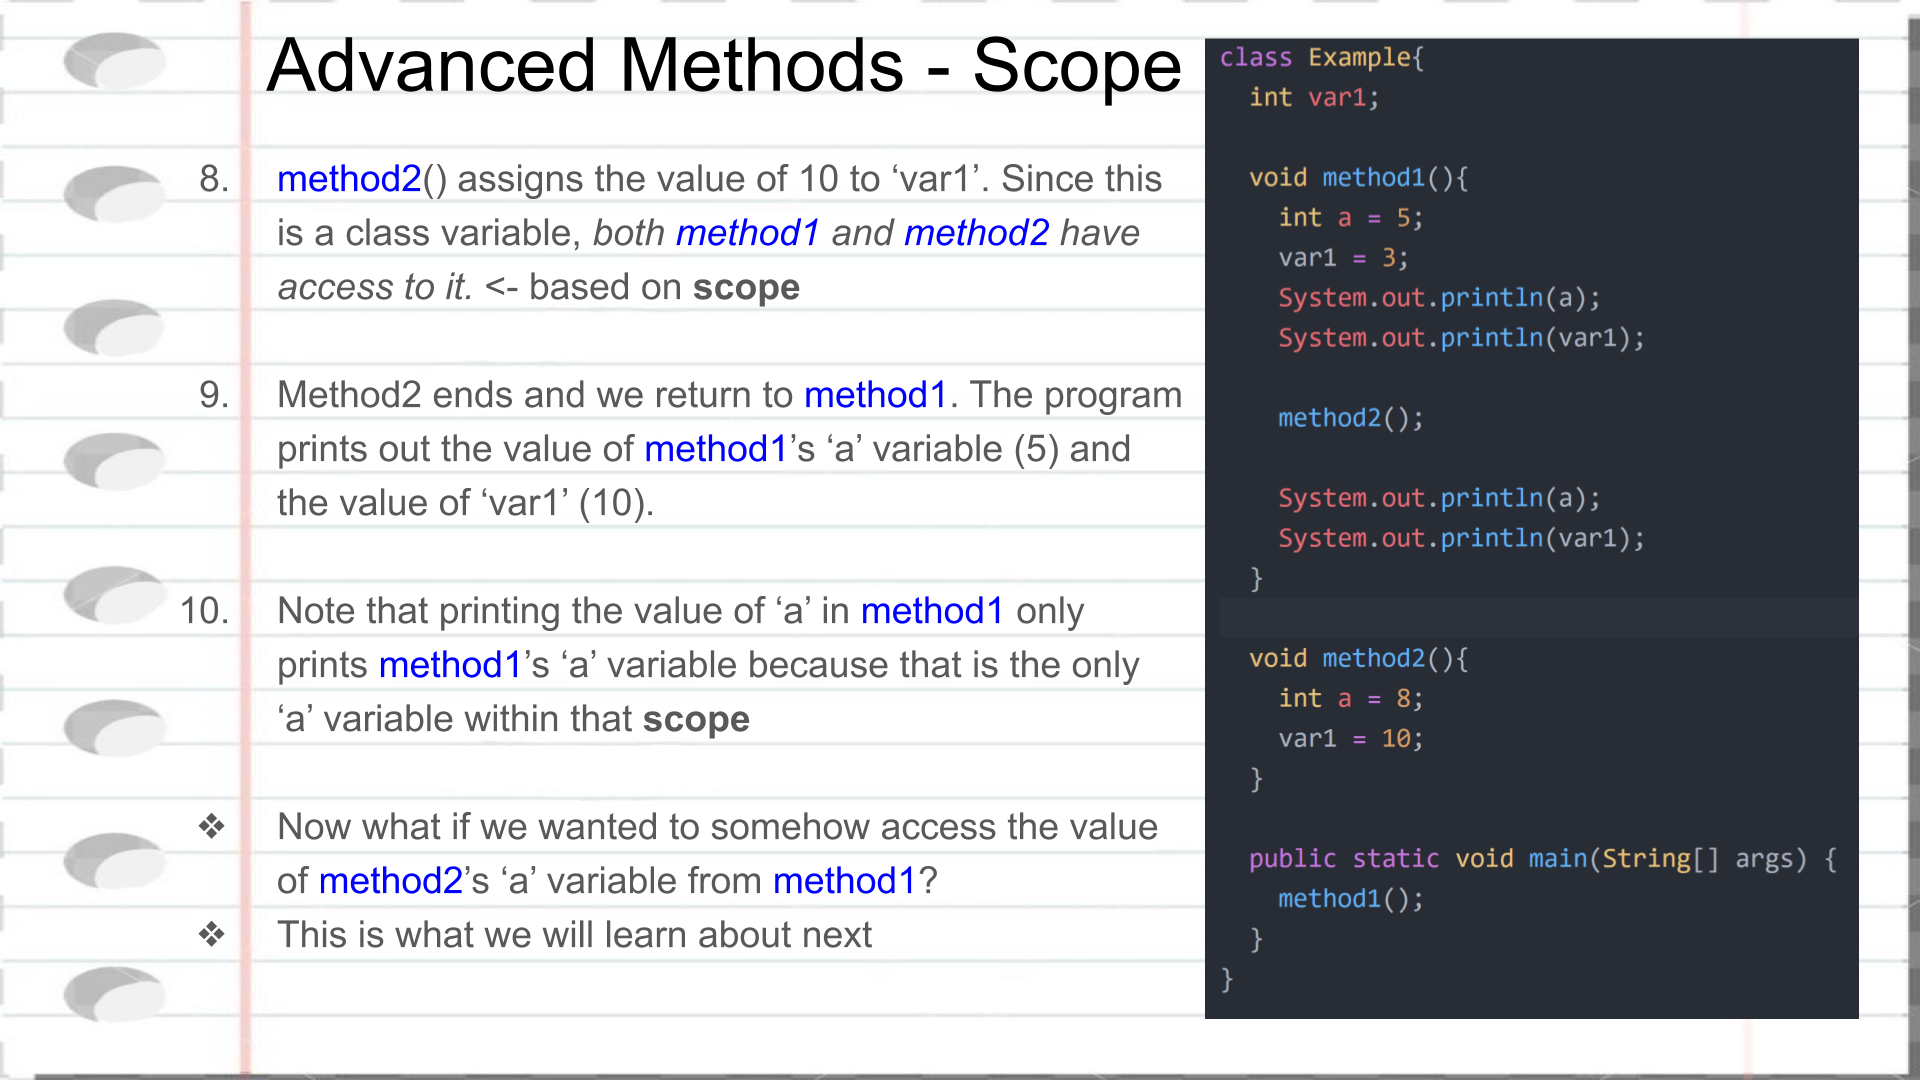 Advanced Methods - Scope
8. method2() assigns the value of 10 to ‘var1’. Since this
is a class variable, both method1 and method2 have
access to it. <- based on scope
9. Method2 ends and we return to method1. The program
prints out the value of method1’s ‘a’ variable (5) and
the value of ‘var1’ (10).
10. Note that printing the value of ‘a’ in method1 only
prints method1’s ‘a’ variable because that is the only
‘a’ variable within that scope
❖ Now what if we wanted to somehow access the value
of method2’s ‘a’ variable from method1?
❖ This is what we will learn about next
class Example{
int var1;
void method1(){
int a = 5;
var1 = 3;
System.out.println(a);
System.out.println(var1);
method2();
System.out.println(a);
System.out.println(var1);
}
void method2(){
int a = 8;
var1 = 10;
}
public static void main(String[] args) {
method1();
}
}